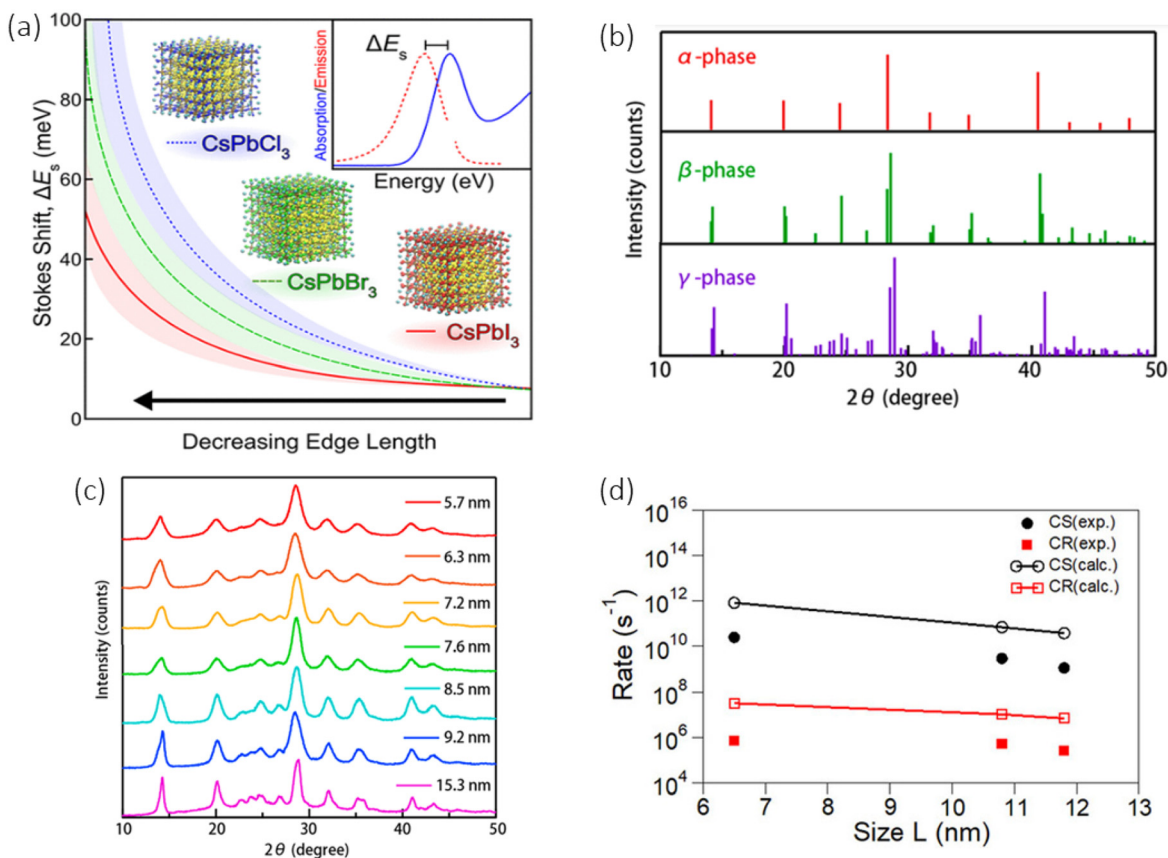 (a)
100
80
60
40
20
0
Stokes Shift, ΔEs (meV)
Decreasing Edge Length
CsPbCl3
CsPbBr3
CsPbI3
ΔEs
Absorption/Emission
Energy (eV)
(b)
α-phase
β-phase
γ-phase
Intensity (counts)
10 20 30 40 50
2θ (degree)
(c)
5.7 nm
6.3 nm
7.2 nm
7.6 nm
8.5 nm
9.2 nm
15.3 nm
Intensity (counts)
10 20 30 40 50
2θ (degree)
(d)
10^16
10^14
10^12
10^10
10^8
10^6
10^4
Rate (s^-1)
CS(exp.)
CR(exp.)
CS(calc.)
CR(calc.)
6 7 8 9 10 11 12 13
Size L (nm)